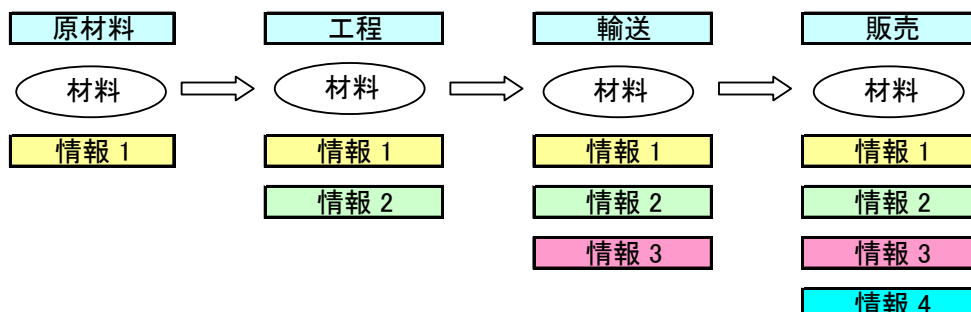 原材料 工程 輸送 販売
材料 材料 材料 材料
情報 1 情報 1 情報 1 情報 1
情報 2 情報 2 情報 2
情報 3 情報 3
情報 4